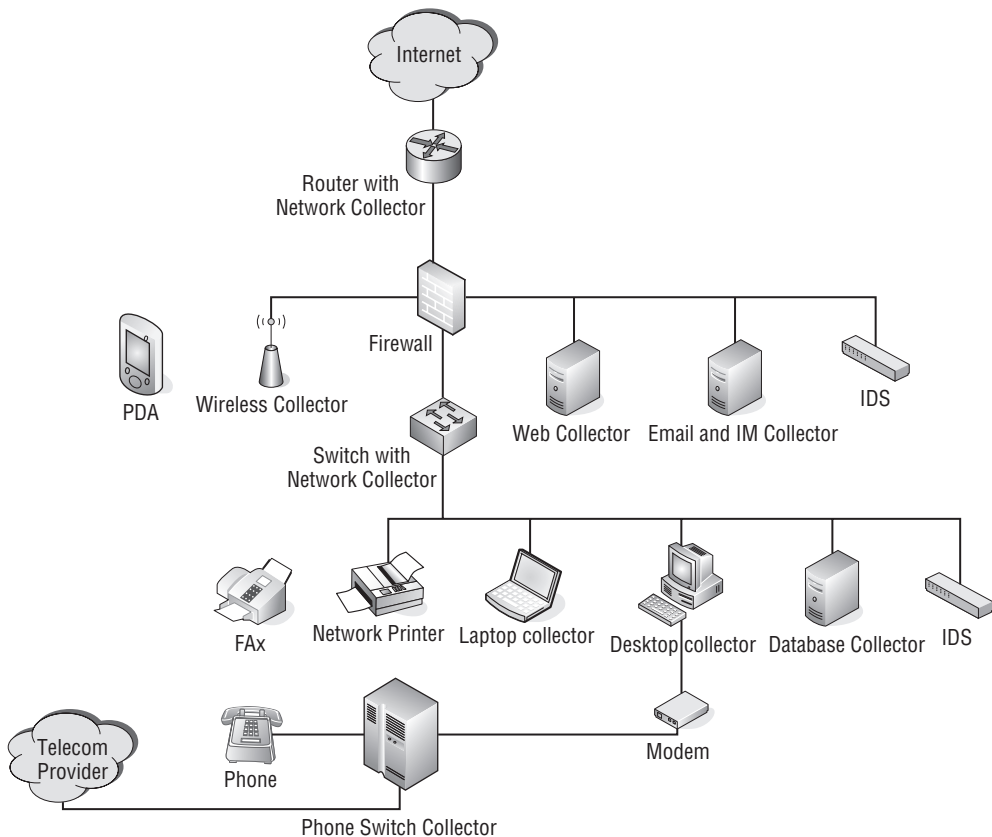 Internet
Router with
Network Collector
Firewall
PDA
Wireless Collector
Web Collector
Email and IM Collector
IDS
Switch with
Network Collector
FAx
Network Printer
Laptop collector
Desktop collector
Database Collector
IDS
Telecom
Provider
Phone
Modem
Phone Switch Collector